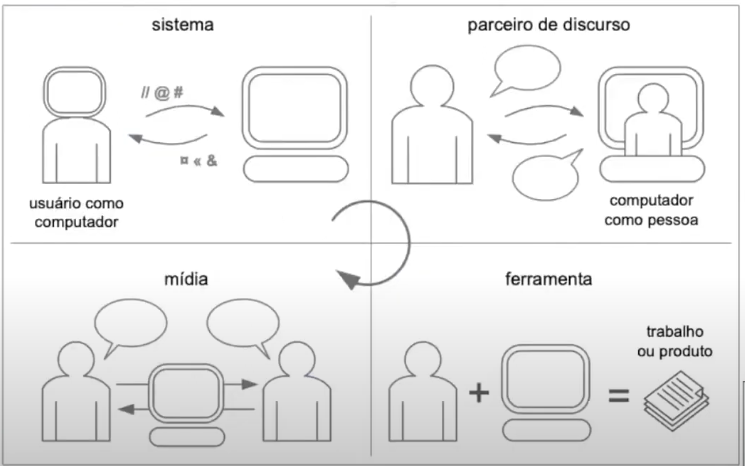 sistema
// @ #
¤ « &
usuário como
computador
parceiro de discurso
computador
como pessoa
mídia
ferramenta
+
=
trabalho
ou produto